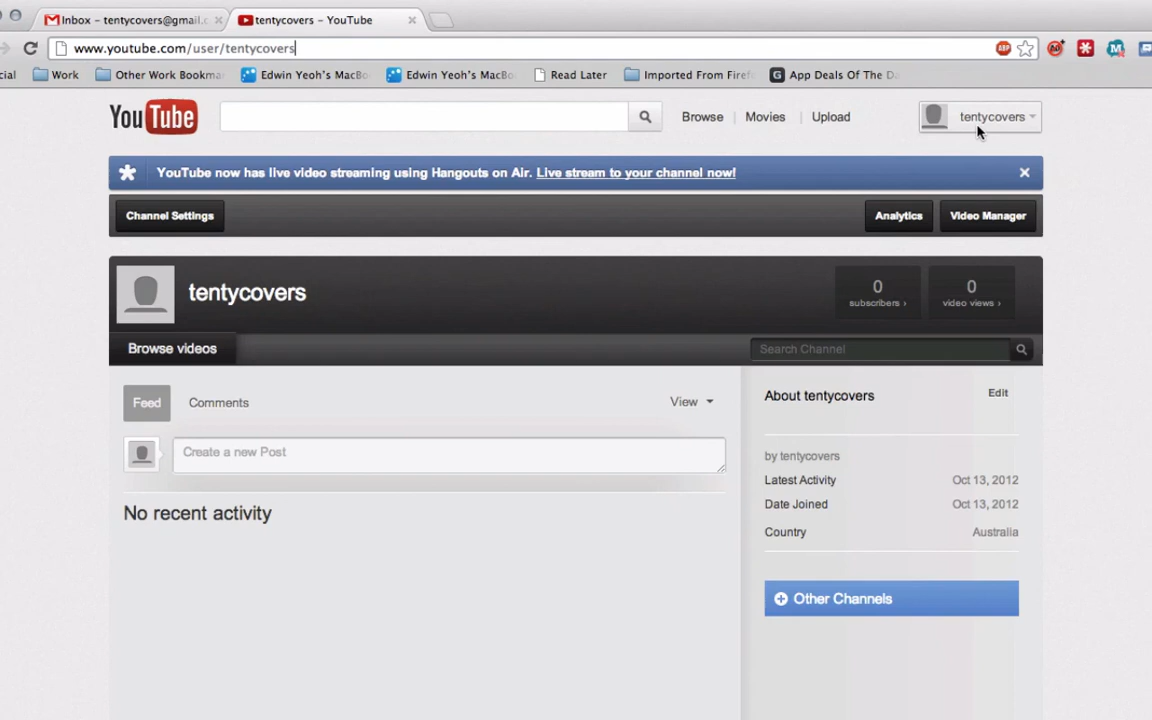 Inbox – tentycovers@gmail.c
tentycovers – YouTube
www.youtube.com/user/tentycovers
cial
Work
Other Work Bookma
Edwin Yeoh's MacBo
Edwin Yeoh's MacBo
Read Later
Imported From Firef
App Deals Of The Da
YouTube
Browse
Movies
Upload
tentycovers
YouTube now has live video streaming using Hangouts on Air. Live stream to your channel now!
Channel Settings
Analytics
Video Manager
tentycovers
0
subscribers ›
0
video views ›
Browse videos
Search Channel
Feed
Comments
View
Create a new Post
No recent activity
About tentycovers
Edit
by tentycovers
Latest Activity Oct 13, 2012
Date Joined Oct 13, 2012
Country Australia
Other Channels